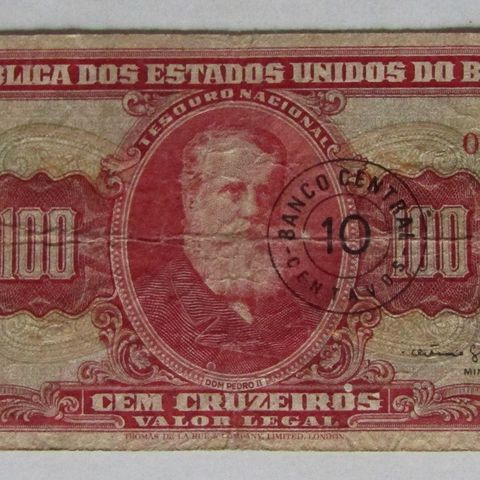 BLICA DOS ESTADOS UNIDOS DO B
TESOURO NACIONAL
100
BANCO CENTRAL
10
CENTAVOS
100
DOM PEDRO II
CEM CRUZEIROS
VALOR LEGAL
THOMAS DE LA RUE & COMPANY, LIMITED, LONDON.
MIN